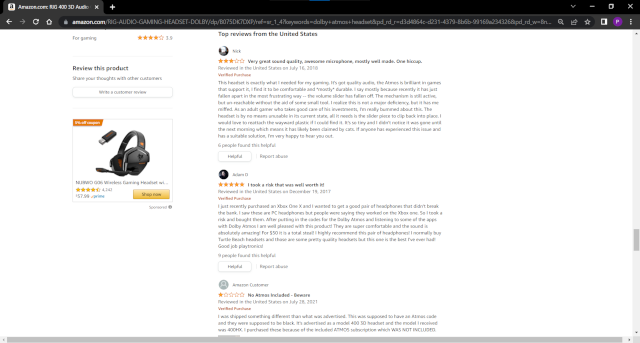 Amazon.com: RIG 400 3D Audio
amazon.com/RIG-AUDIO-GAMING-HEADSET-DOLBY/dp/B075DK7DXP/
For gaming 3.9
Review this product
Share your thoughts with other customers
Write a customer review
5% off coupon
NUBWO G06 Wireless Gaming Headset wi...
$57.99
Shop now
Sponsored
Top reviews from the United States
Nick
Very great sound quality, awesome microphone, mostly well made. One hiccup.
Reviewed in the United States on July 16, 2018
Verified Purchase
This headset is exactly what I needed for my gaming. It's got quality audio, the Atmos is brilliant in games
that support it, I find it to be comfortable and *mostly* durable. I say mostly because recently it has just
fallen apart in the most frustrating way -- the volume slider has fallen off. The mechanism is still active,
but un-reachable without the aid of some small tool. I realize this is not a major deficiency, but it has me
miffed. As an adult gamer who takes good care of his investments, I'm really bummed about this. The
headset is by no means unusable in its current state, all it needs is the slider piece to clip back into place. I
would love to reattach the wayward plastic if I could find it. It's so tiny and I didn't notice it was gone until
the next morning which means it has likely been claimed by cats. If anyone has experienced this issue and
has a suitable solution, I'm very happy to hear you out.
6 people found this helpful
Helpful Report abuse
Adam D
I took a risk that was well worth it!
Reviewed in the United States on December 19, 2017
Verified Purchase
I just recently purchased an Xbox One X and I wanted to get a good pair of headphones that didn't break
the bank. I saw these are PC headphones but people were saying they worked on the Xbox one. So I took a
risk and bought them. After putting in the codes for the Dolby Atmos and listening to some of the apps
with Dolby Atmos I am well pleased with this product! They are super comfortable and the sound is
absolutely amazing! For $50 it is a total steal! I highly recommend this pair of headphones! I normally buy
Turtle Beach headsets and those are some pretty quality headsets but this one is the best I've ever had!
Good job playtronics!
9 people found this helpful
Helpful Report abuse
Amazon Customer
No Atmos Included - Beware
Reviewed in the United States on July 28, 2021
Verified Purchase
I was shipped something different than what was advertised. This was supposed to have an Atmos code
and they were supposed to be black. It's advertised as a model 400 3D headset and the model I received
was 400HX. I purchased these because of the included ATMOS subscription which WAS NOT INCLUDED